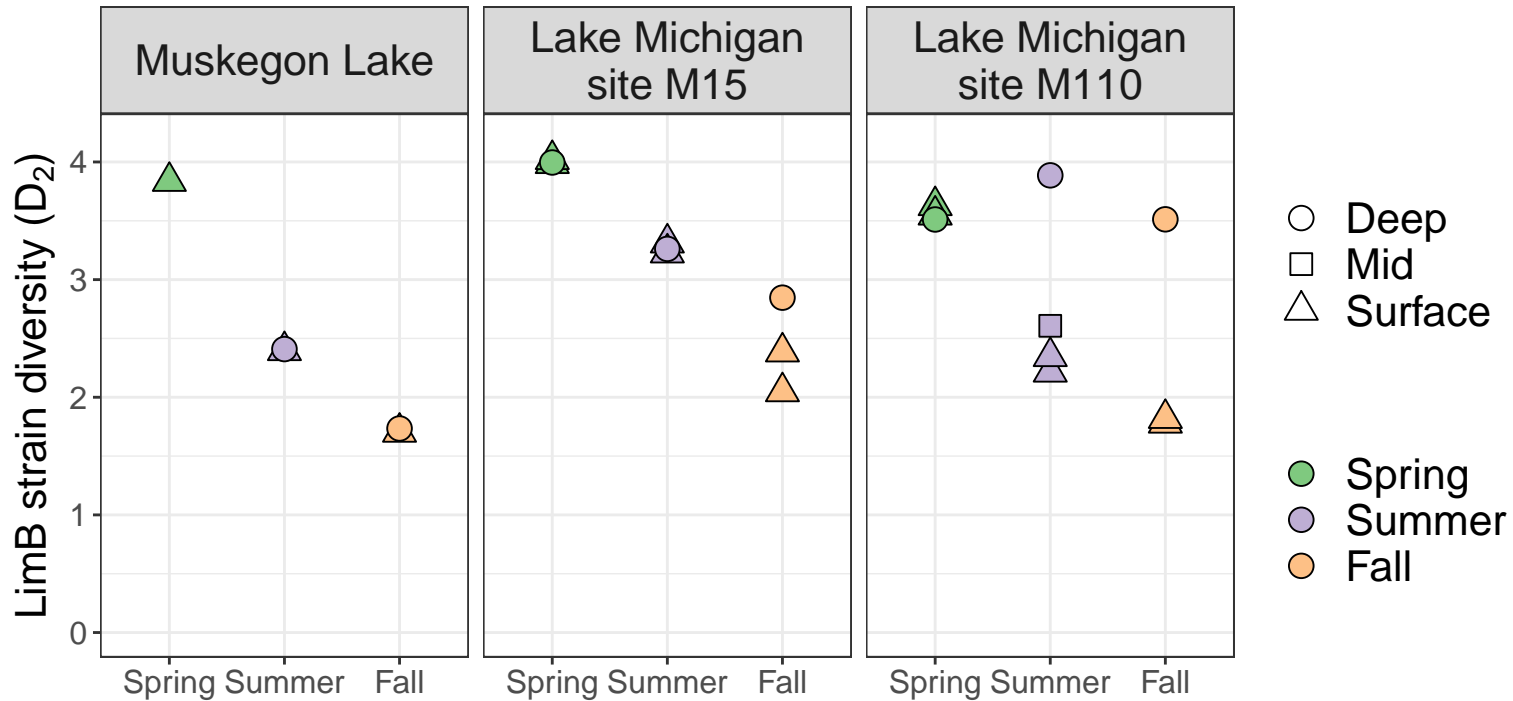 Muskegon Lake
Lake Michigan
site M15
Lake Michigan
site M110
LimB strain diversity (D₂)
4
3
2
1
0
Spring Summer Fall
Spring Summer Fall
Spring Summer Fall
Deep
Mid
Surface
Spring
Summer
Fall